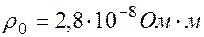 ρ₀ = 2,8·10⁻⁸ Ом·м